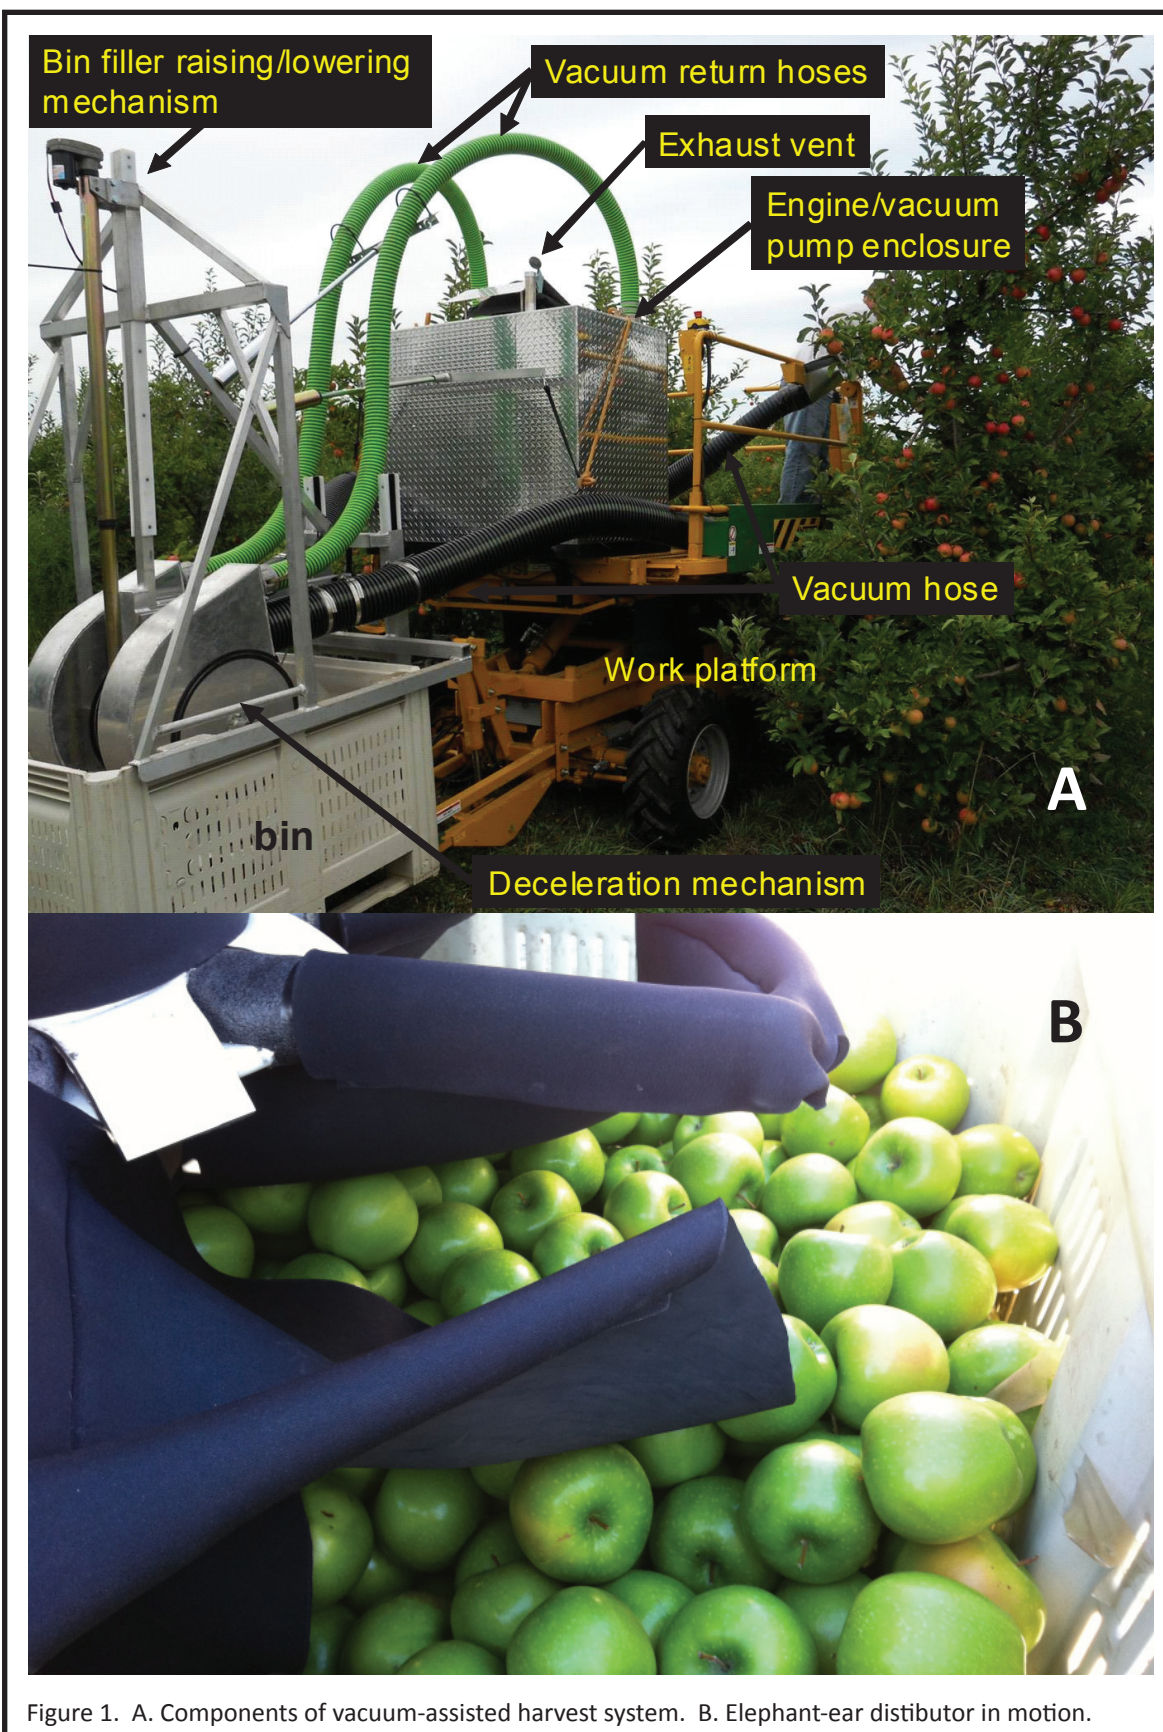 Bin filler raising/lowering
mechanism
Vacuum return hoses
Exhaust vent
Engine/vacuum
pump enclosure
Vacuum hose
Work platform
A
bin
Deceleration mechanism
B
Figure 1.  A. Components of vacuum-assisted harvest system.  B. Elephant-ear distibutor in motion.